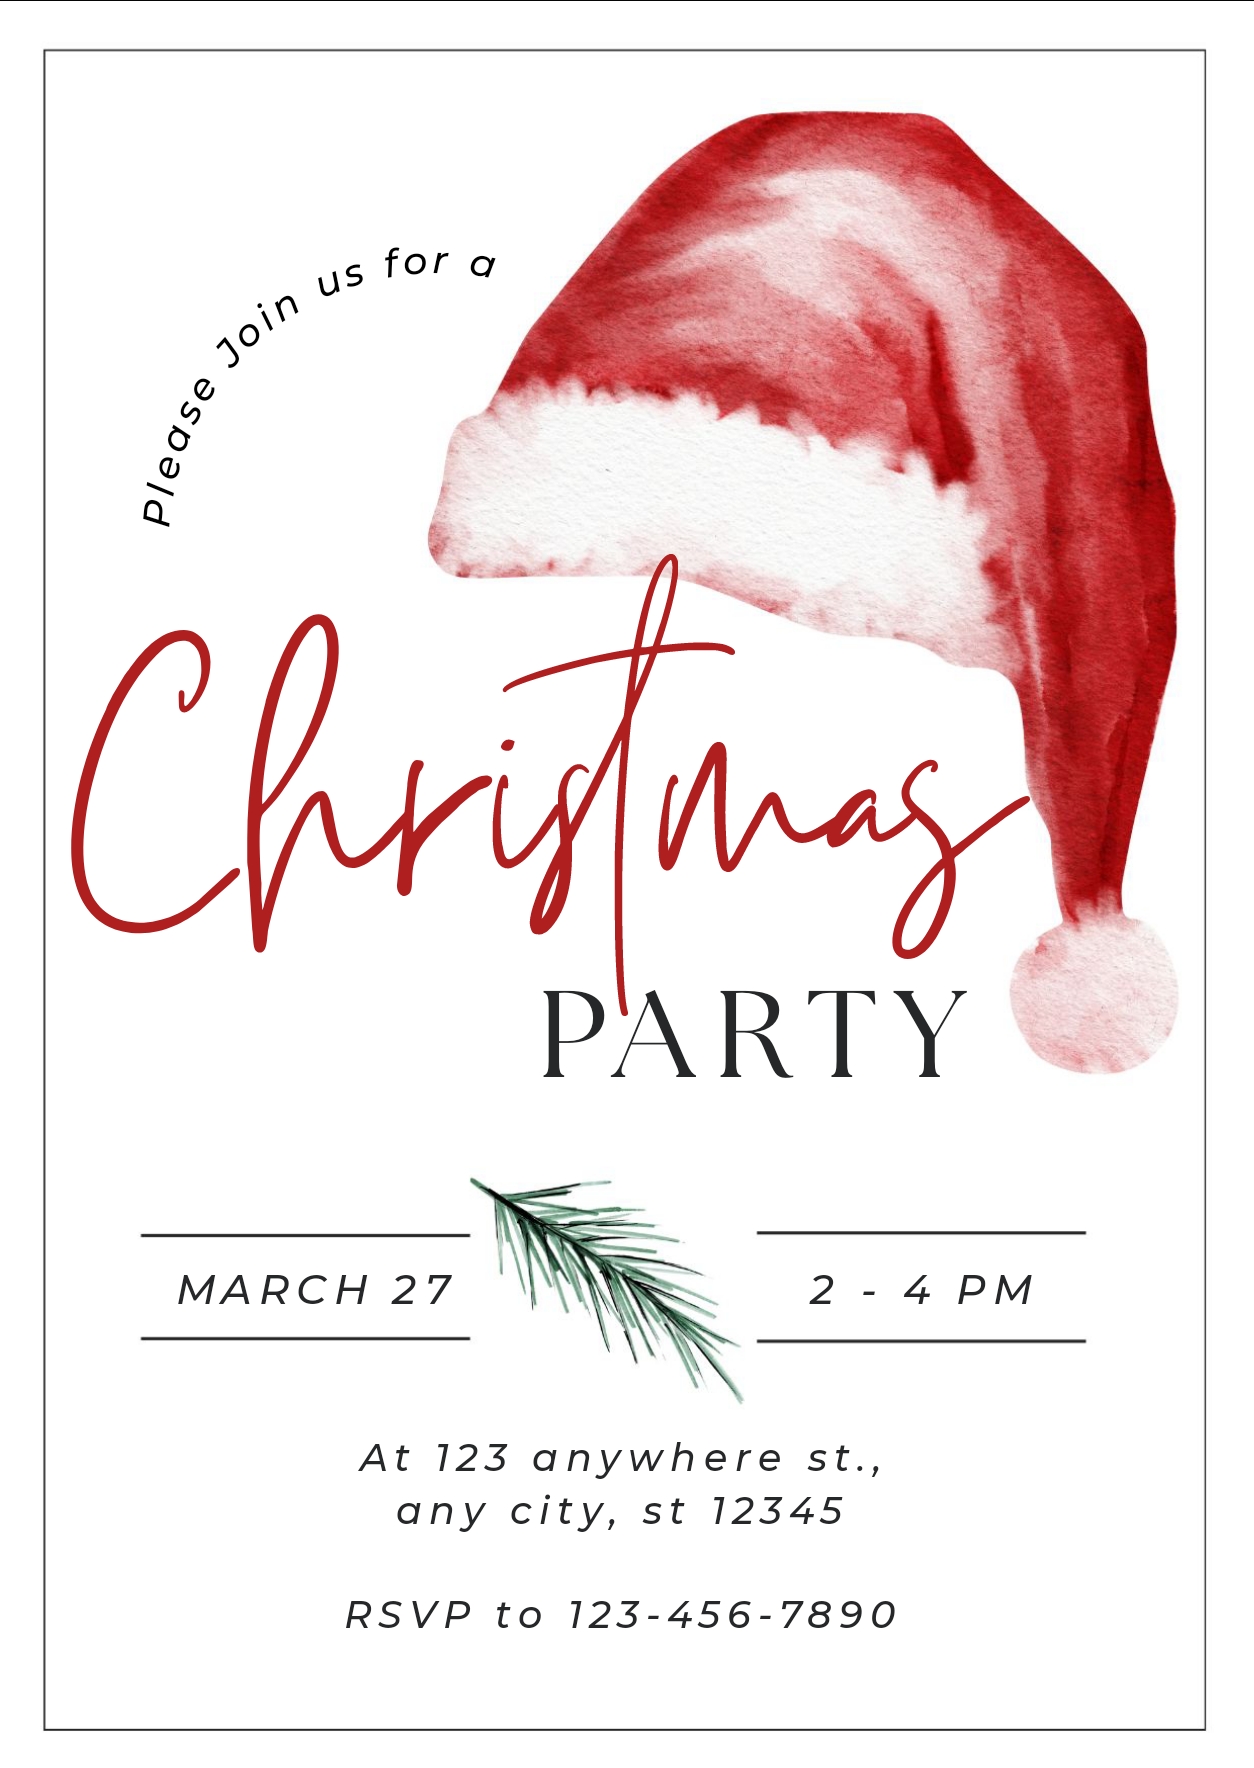 Please Join us for a
Christmas
PARTY
MARCH 27
2 - 4 PM
At 123 anywhere st.,
any city, st 12345
RSVP to 123-456-7890